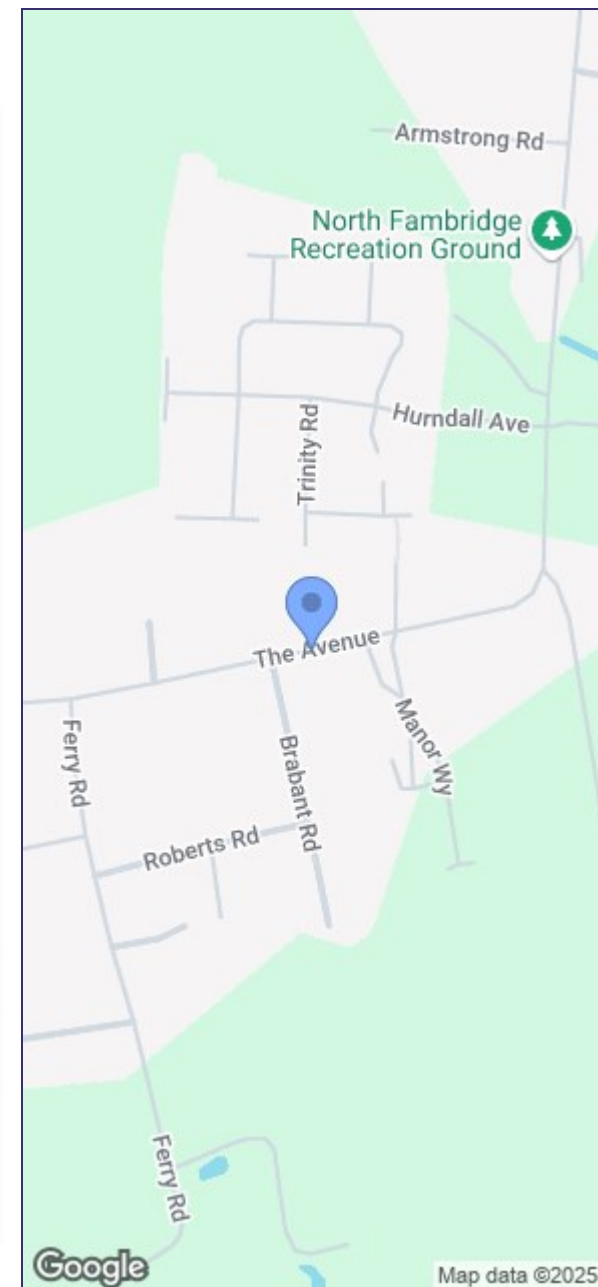 Armstrong Rd
North Fambridge
Recreation Ground
Hurndall Ave
Trinity Rd
The Avenue
Ferry Rd
Manor Wy
Brabant Rd
Roberts Rd
Ferry Rd
Google
Map data ©2025